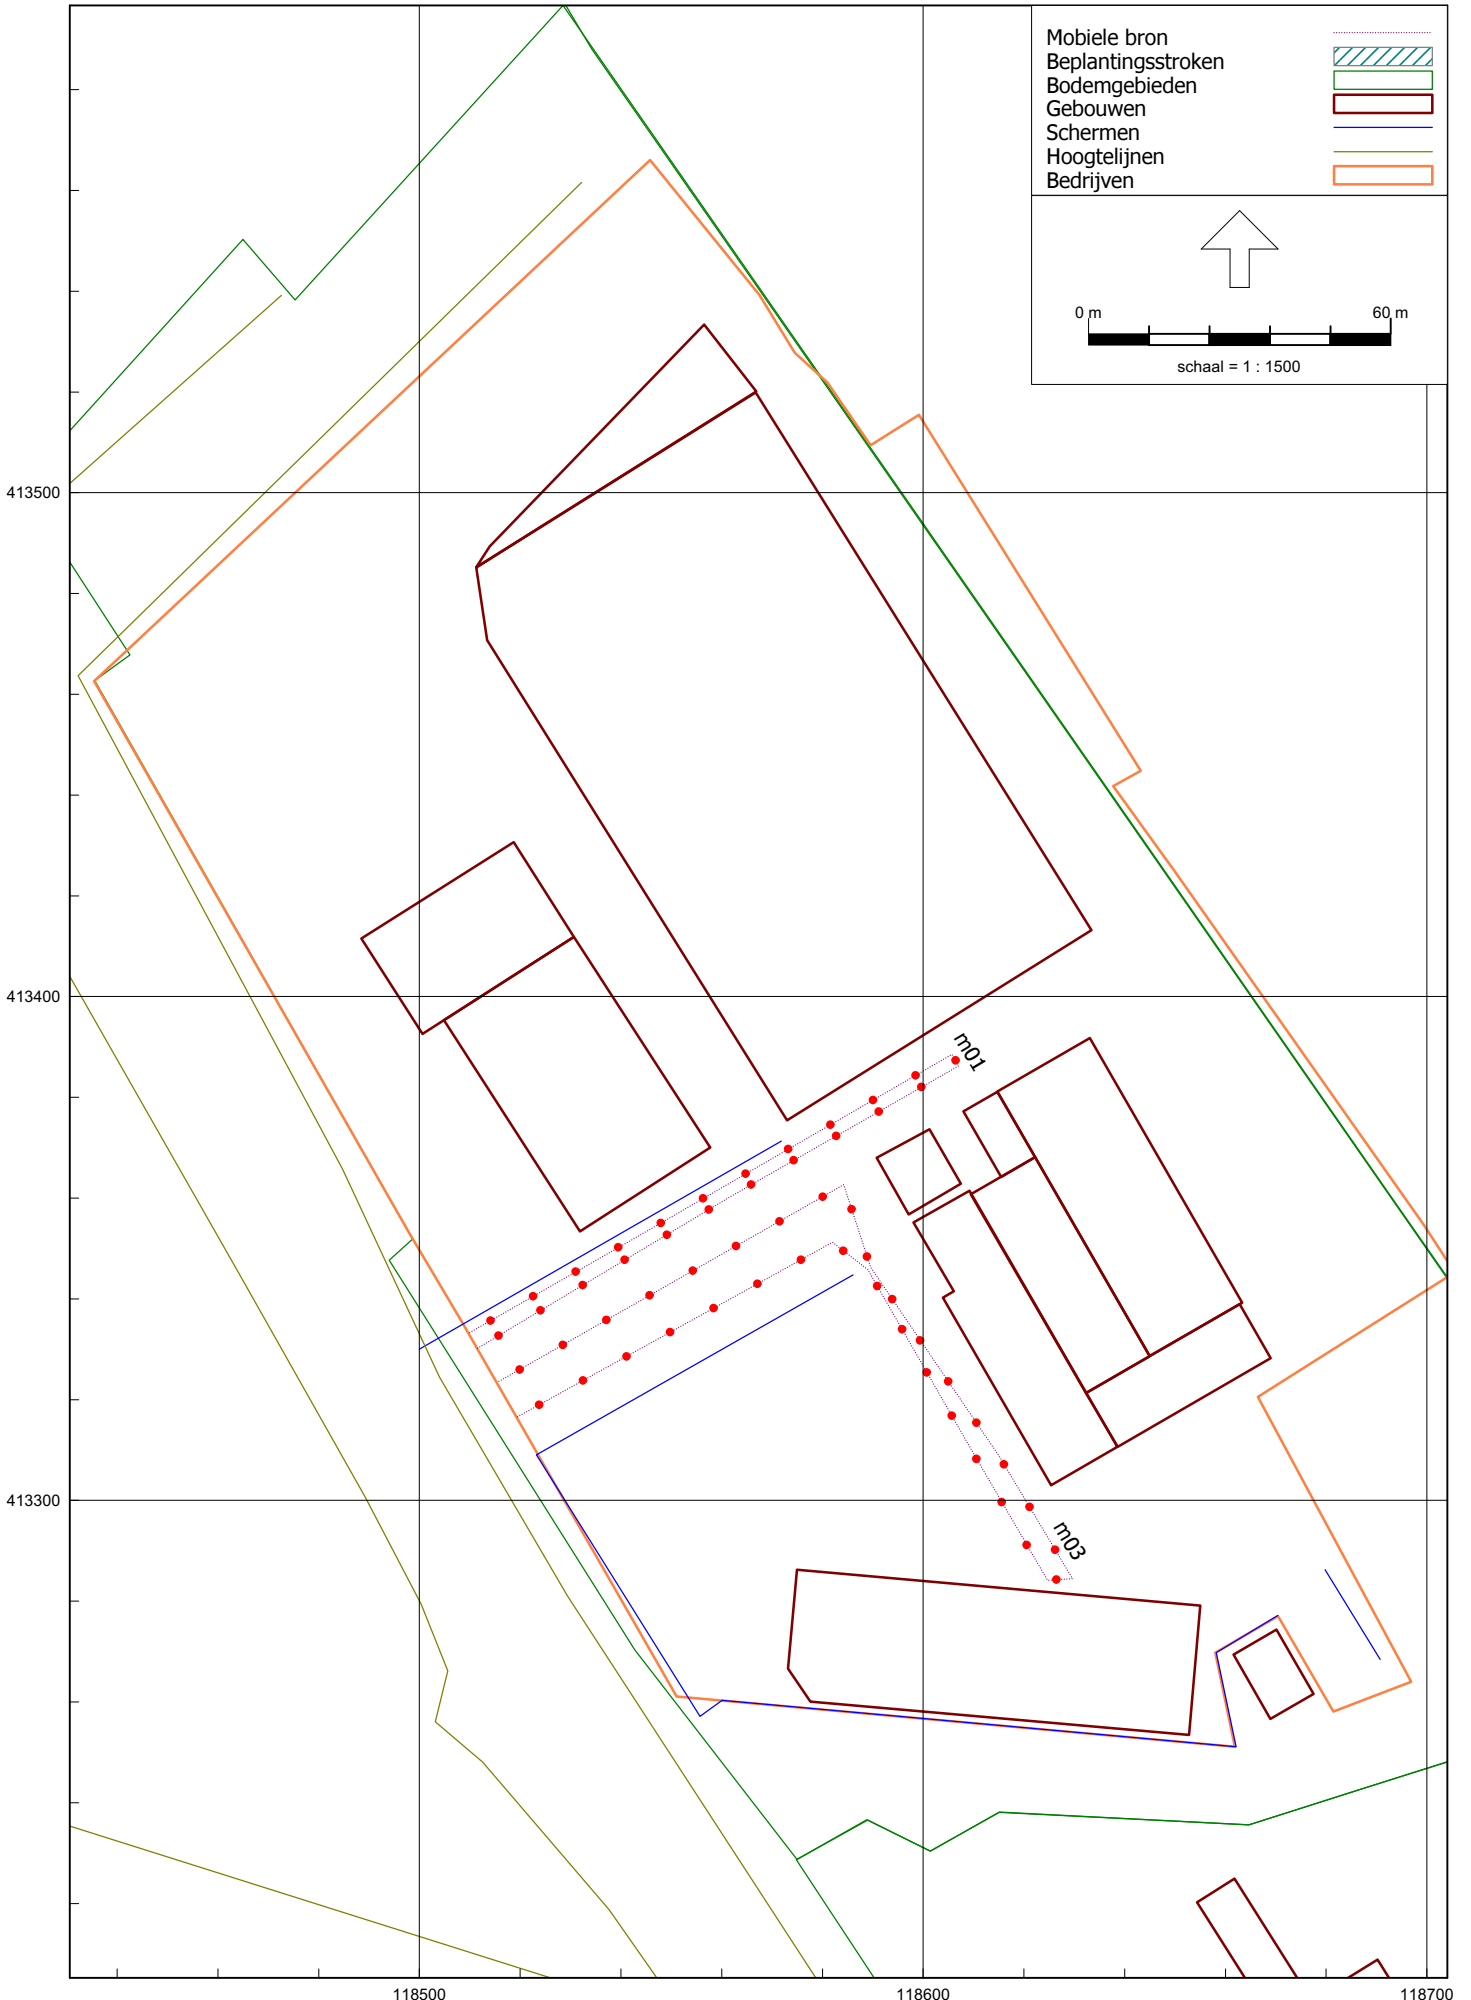 Mobiele bron
Beplantingsstroken
Bodemgebieden
Gebouwen
Schermen
Hoogtelijnen
Bedrijven
0 m
60 m
schaal = 1 : 1500
413500
413400
m01
413300
m03
118500
118600
118700